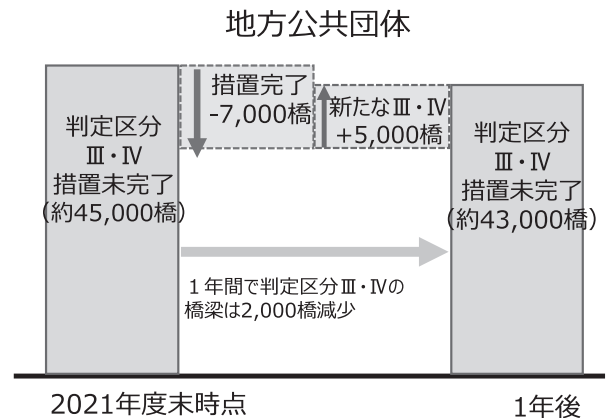 地方公共団体
判定区分
Ⅲ・Ⅳ
措置未完了
(約45,000橋)
措置完了
-7,000橋
新たなⅢ・Ⅳ
+5,000橋
判定区分
Ⅲ・Ⅳ
措置未完了
(約43,000橋)
１年間で判定区分Ⅲ・Ⅳの
橋梁は2,000橋減少
2021年度末時点
1年後